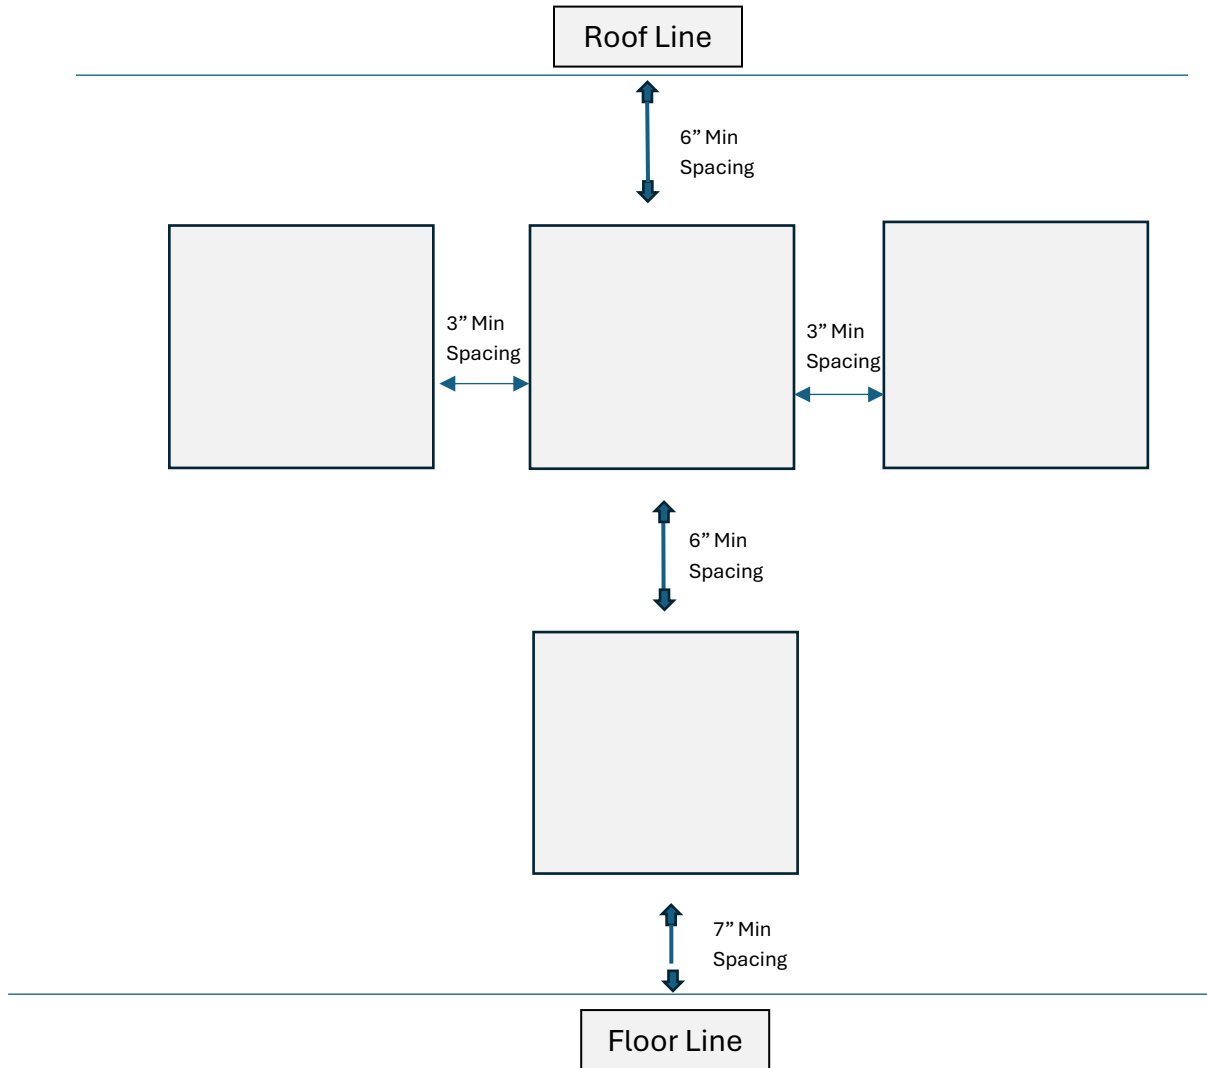 Roof Line
6” Min
Spacing
3” Min
Spacing
3” Min
Spacing
6” Min
Spacing
7” Min
Spacing
Floor Line